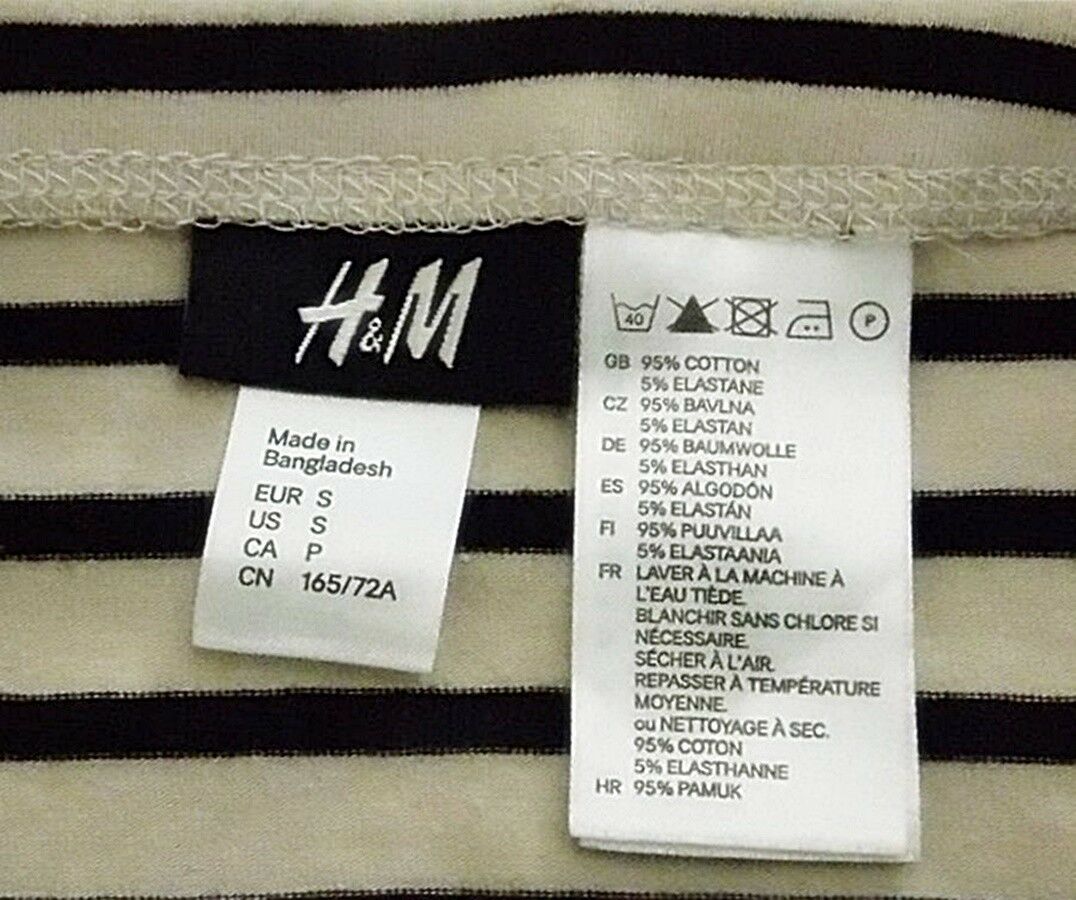 H&M
Made in
Bangladesh
EUR S
US S
CA P
CN 165/72A
40 P
GB 95% COTTON
5% ELASTANE
CZ 95% BAVLNA
5% ELASTAN
DE 95% BAUMWOLLE
5% ELASTHAN
ES 95% ALGODÓN
5% ELASTÁN
FI 95% PUUVILLAA
5% ELASTAANIA
FR LAVER À LA MACHINE À
L'EAU TIÈDE.
BLANCHIR SANS CHLORE SI
NÉCESSAIRE.
SÉCHER À L'AIR.
REPASSER À TEMPÉRATURE
MOYENNE.
ou NETTOYAGE À SEC.
95% COTON
5% ELASTHANNE
HR 95% PAMUK